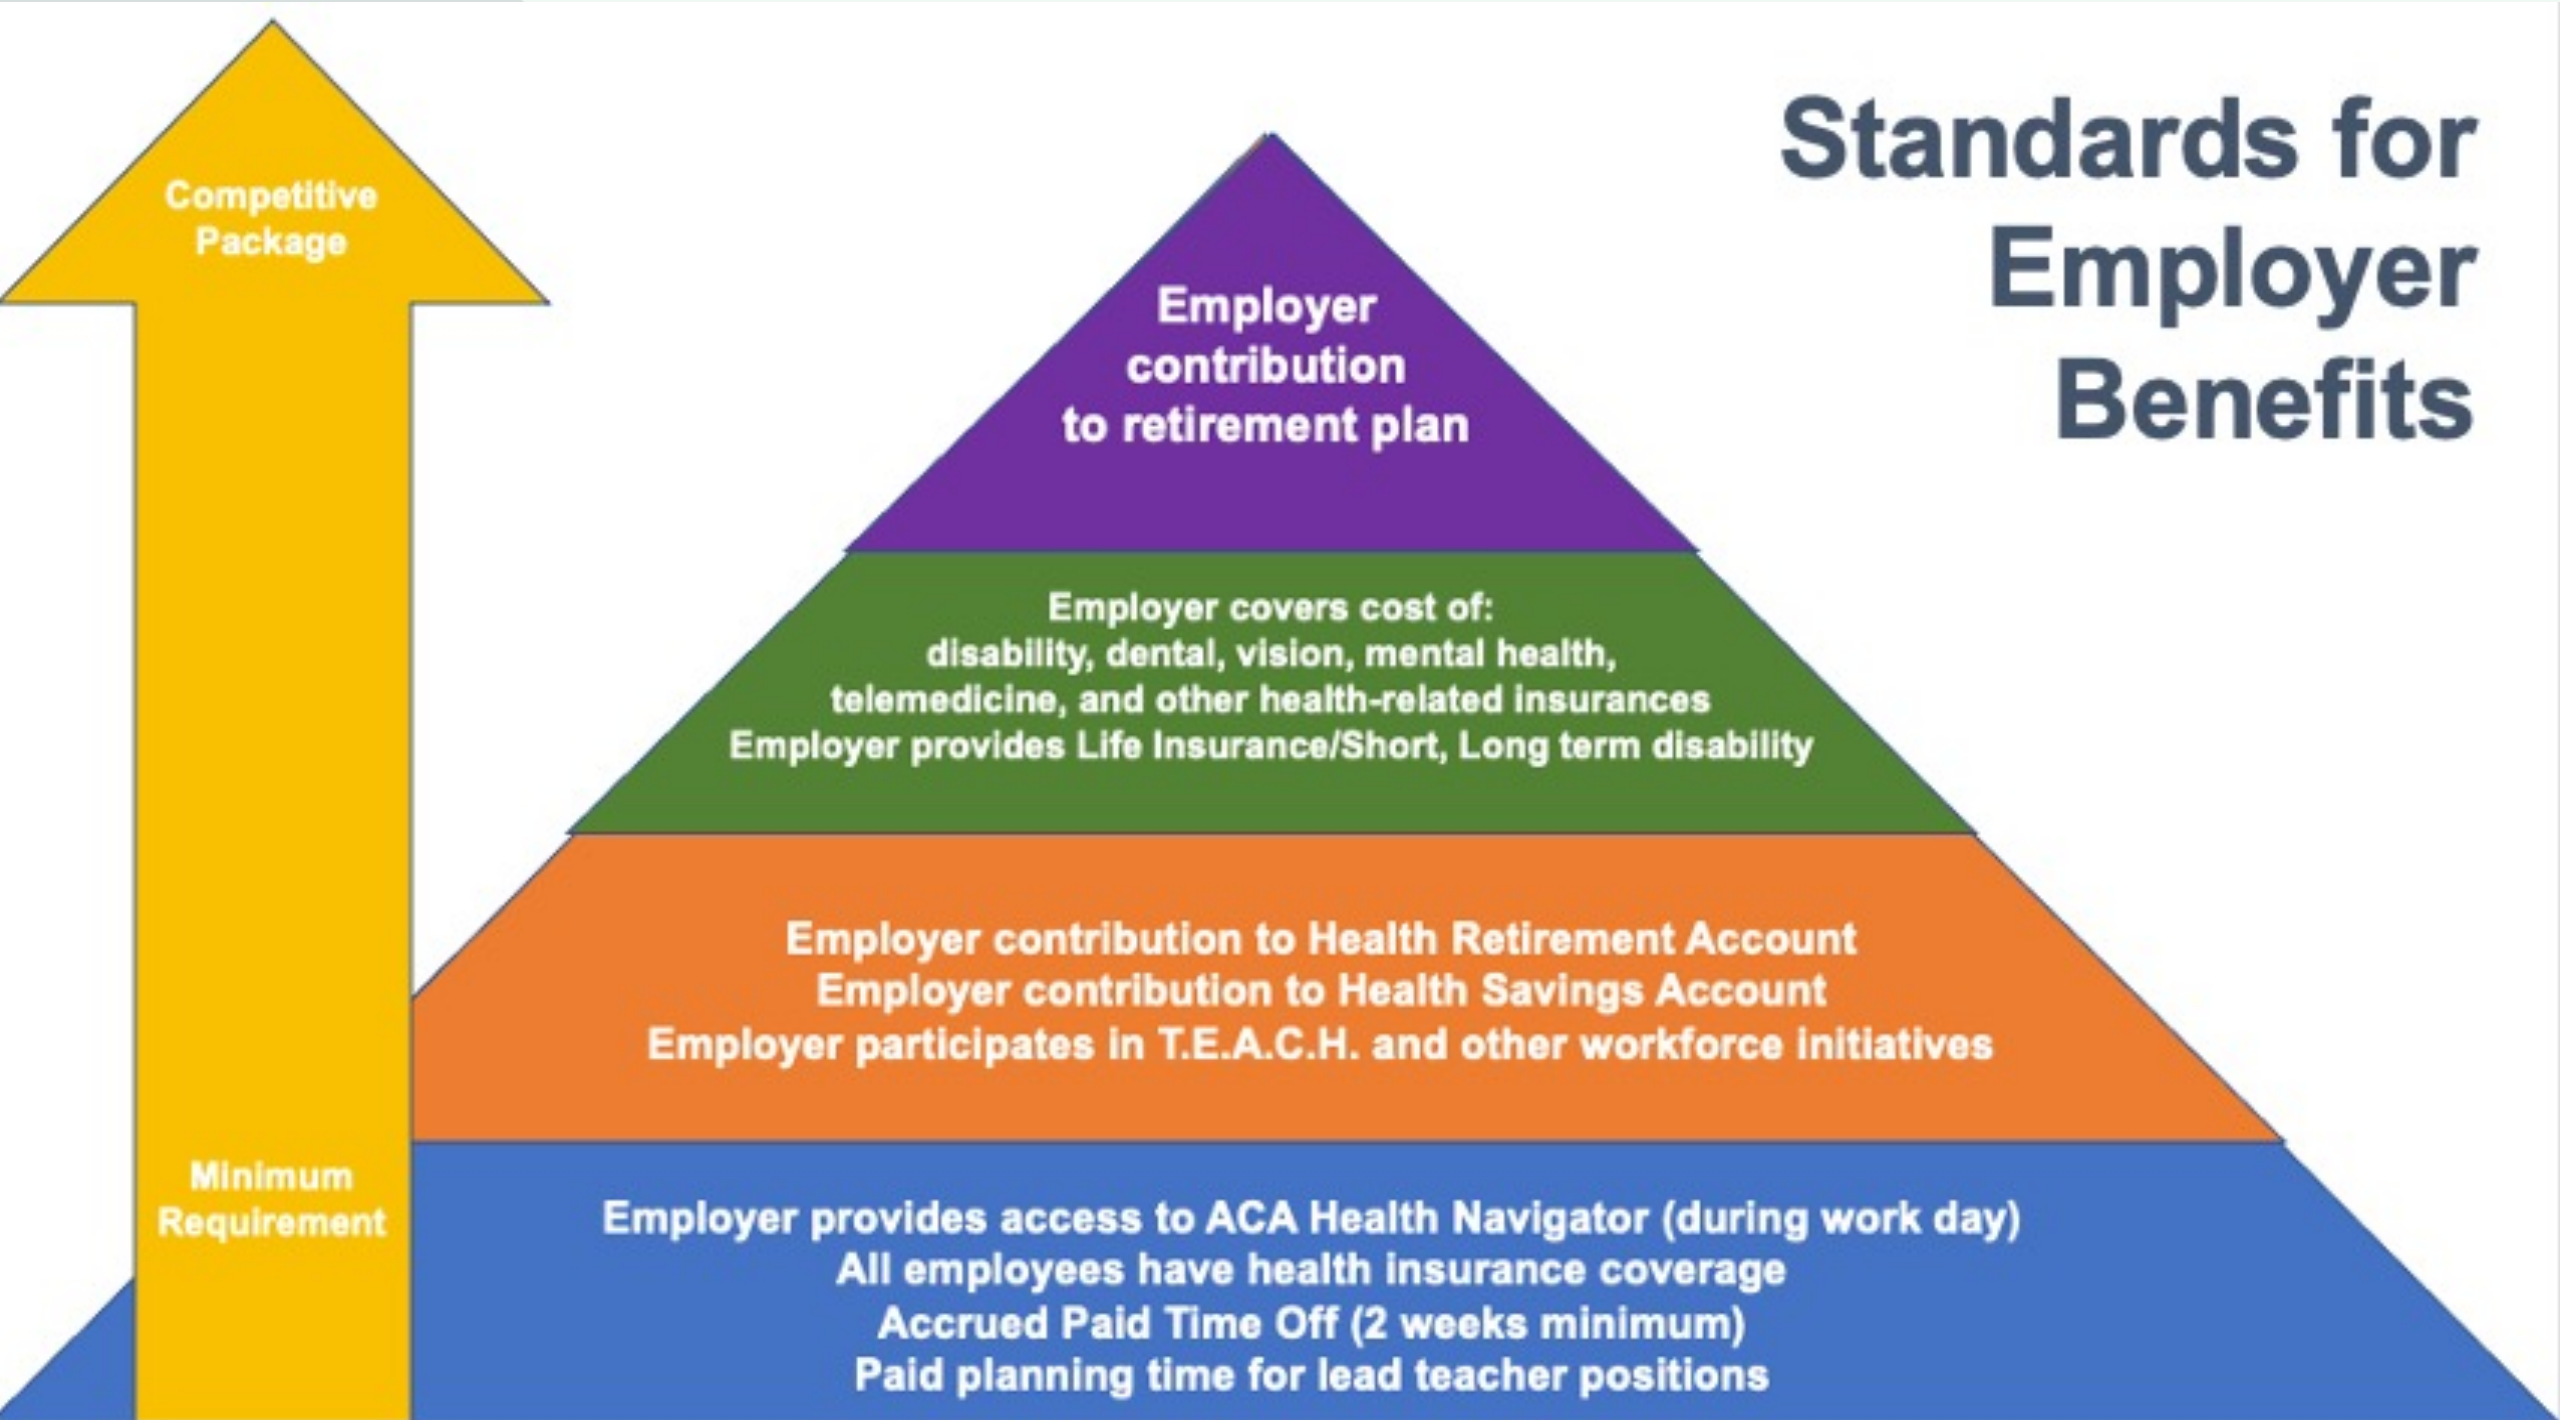 Standards for
Employer
Benefits
Competitive
Package
Minimum
Requirement
Employer
contribution
to retirement plan
Employer covers cost of:
disability, dental, vision, mental health,
telemedicine, and other health-related insurances
Employer provides Life Insurance/Short, Long term disability
Employer contribution to Health Retirement Account
Employer contribution to Health Savings Account
Employer participates in T.E.A.C.H. and other workforce initiatives
Employer provides access to ACA Health Navigator (during work day)
All employees have health insurance coverage
Accrued Paid Time Off (2 weeks minimum)
Paid planning time for lead teacher positions